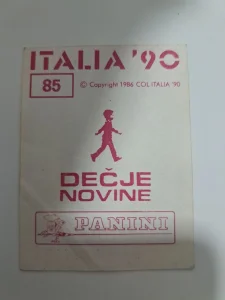 ITALIA '90
85
© Copyright 1986 COL ITALIA '90
DEČJE
NOVINE
PANINI